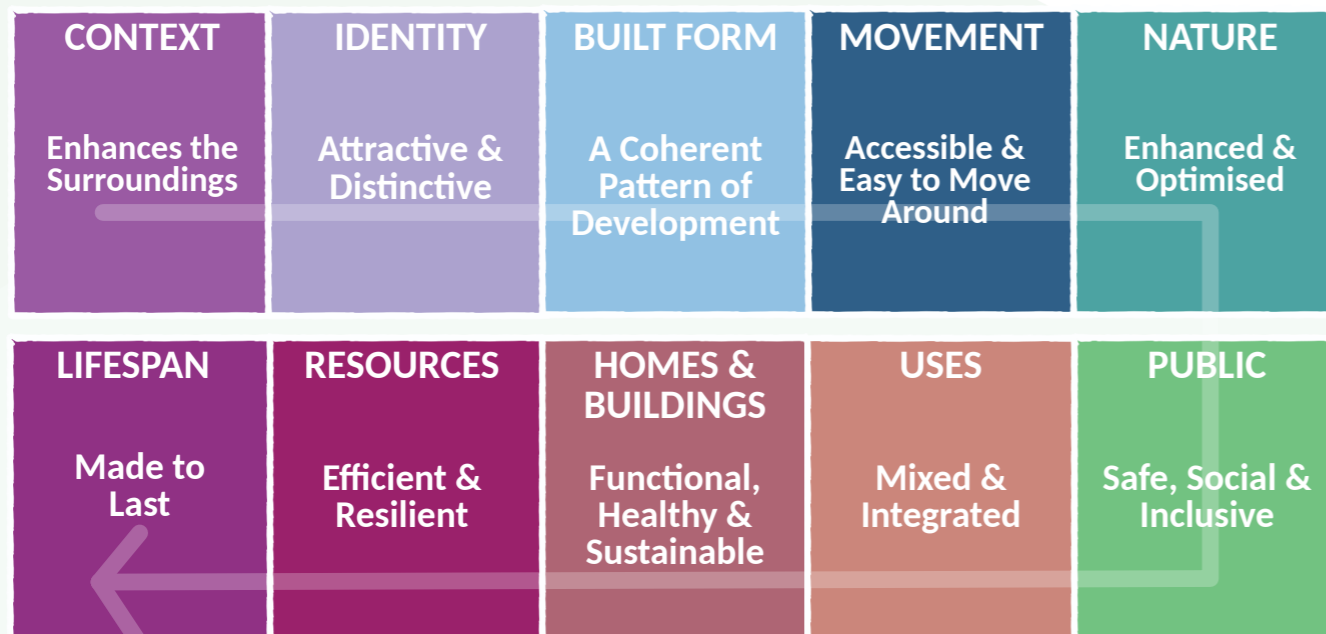 CONTEXT
Enhances the
Surroundings
IDENTITY
Attractive &
Distinctive
BUILT FORM
A Coherent
Pattern of
Development
MOVEMENT
Accessible &
Easy to Move
Around
NATURE
Enhanced &
Optimised
PUBLIC
Safe, Social &
Inclusive
USES
Mixed &
Integrated
HOMES &
BUILDINGS
Functional,
Healthy &
Sustainable
RESOURCES
Efficient &
Resilient
LIFESPAN
Made to
Last